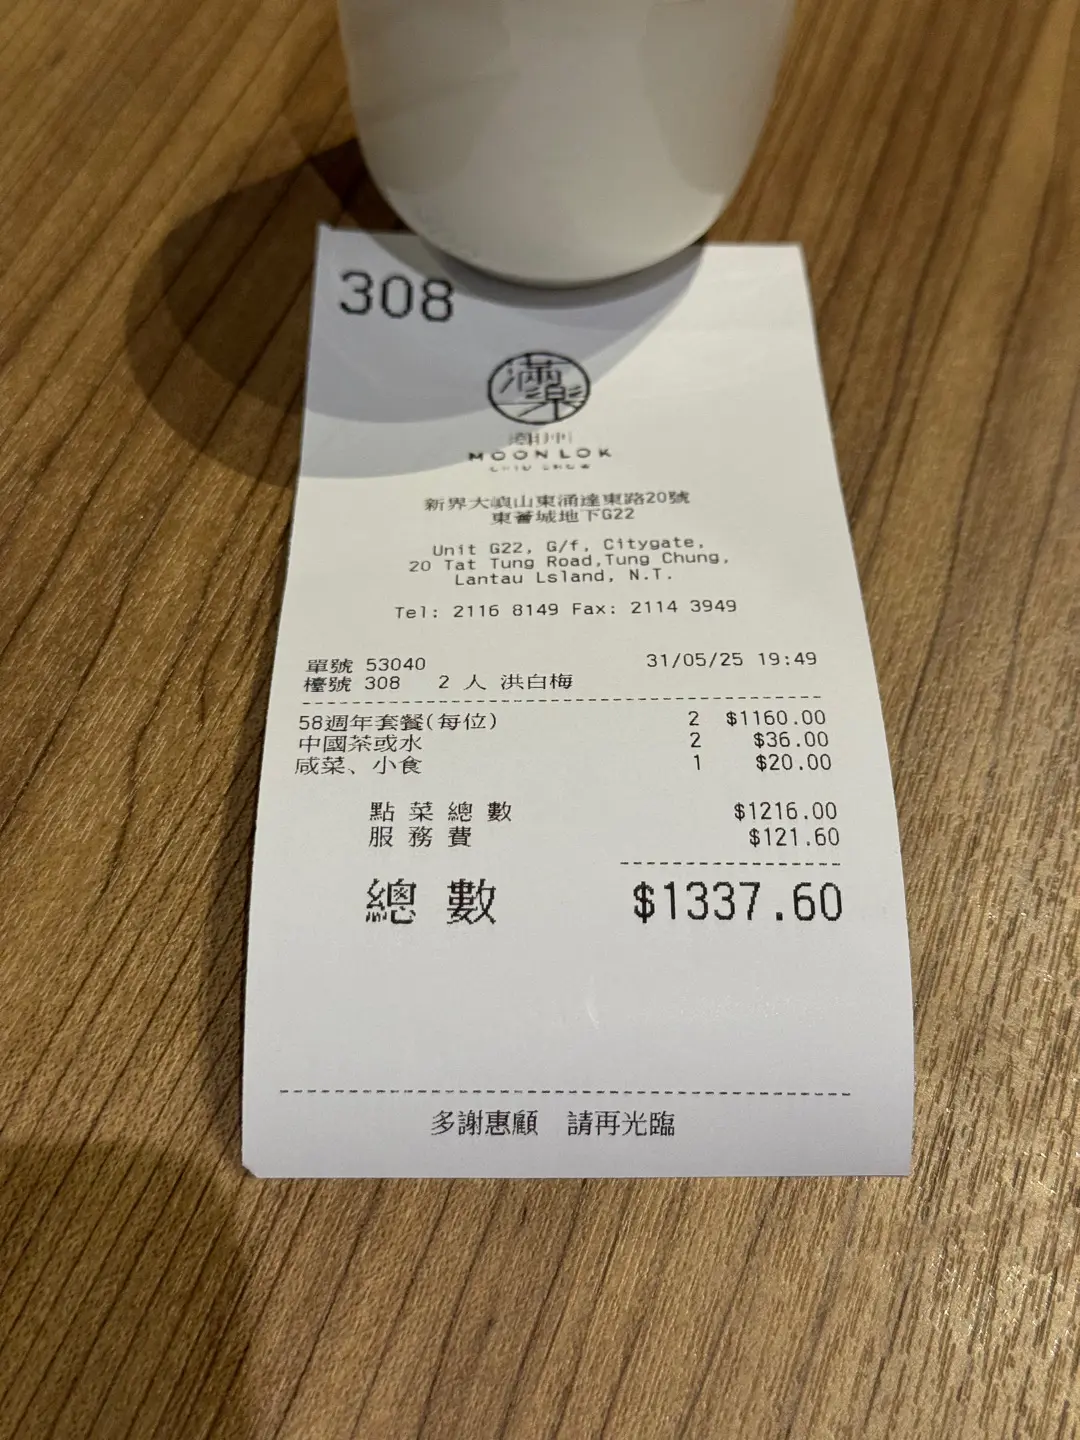 308
滿樂
潮州
MOON LOK
CHIU CHOW
新界大嶼山東涌達東路20號
東薈城地下G22
Unit G22, G/f, Citygate,
20 Tat Tung Road,Tung Chung,
Lantau Lsland, N.T.
Tel: 2116 8149 Fax: 2114 3949
單號 53040 31/05/25 19:49
檯號 308 2 人 洪白梅
58週年套餐(每位) 2 $1160.00
中國茶或水 2 $36.00
咸菜、小食 1 $20.00
點菜總數 $1216.00
服務費 $121.60
總數 $1337.60
多謝惠顧 請再光臨